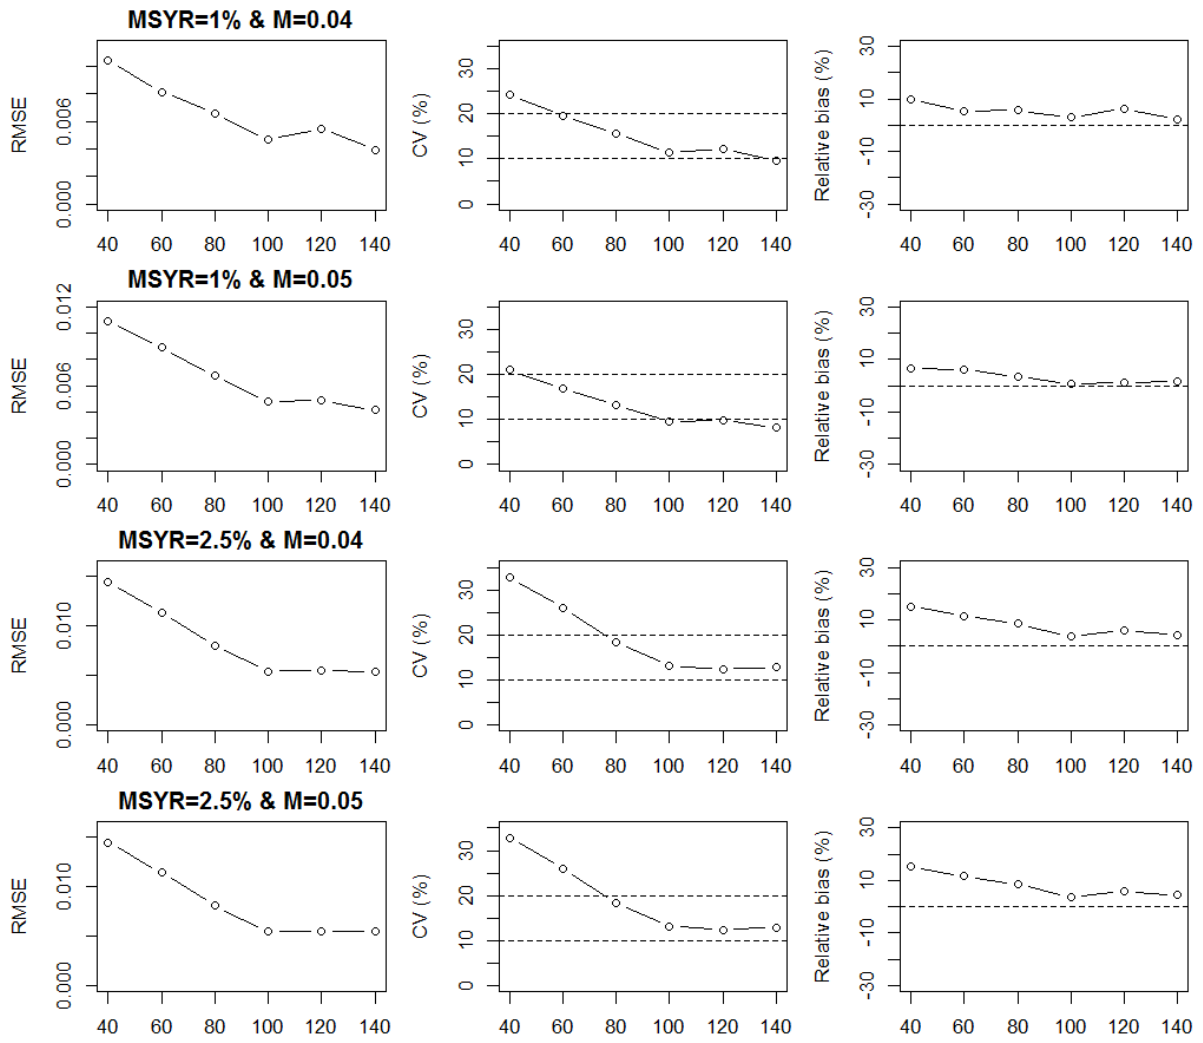 MSYR=1% & M=0.04
RMSE
0.000 0.006
40 60 80 100 120 140
CV (%)
0 10 20 30
40 60 80 100 120 140
Relative bias (%)
-30 -10 10 30
40 60 80 100 120 140
MSYR=1% & M=0.05
RMSE
0.000 0.006 0.012
40 60 80 100 120 140
CV (%)
0 10 20 30
40 60 80 100 120 140
Relative bias (%)
-30 -10 10 30
40 60 80 100 120 140
MSYR=2.5% & M=0.04
RMSE
0.000 0.010
40 60 80 100 120 140
CV (%)
0 10 20 30
40 60 80 100 120 140
Relative bias (%)
-30 -10 10 30
40 60 80 100 120 140
MSYR=2.5% & M=0.05
RMSE
0.000 0.010
40 60 80 100 120 140
CV (%)
0 10 20 30
40 60 80 100 120 140
Relative bias (%)
-30 -10 10 30
40 60 80 100 120 140